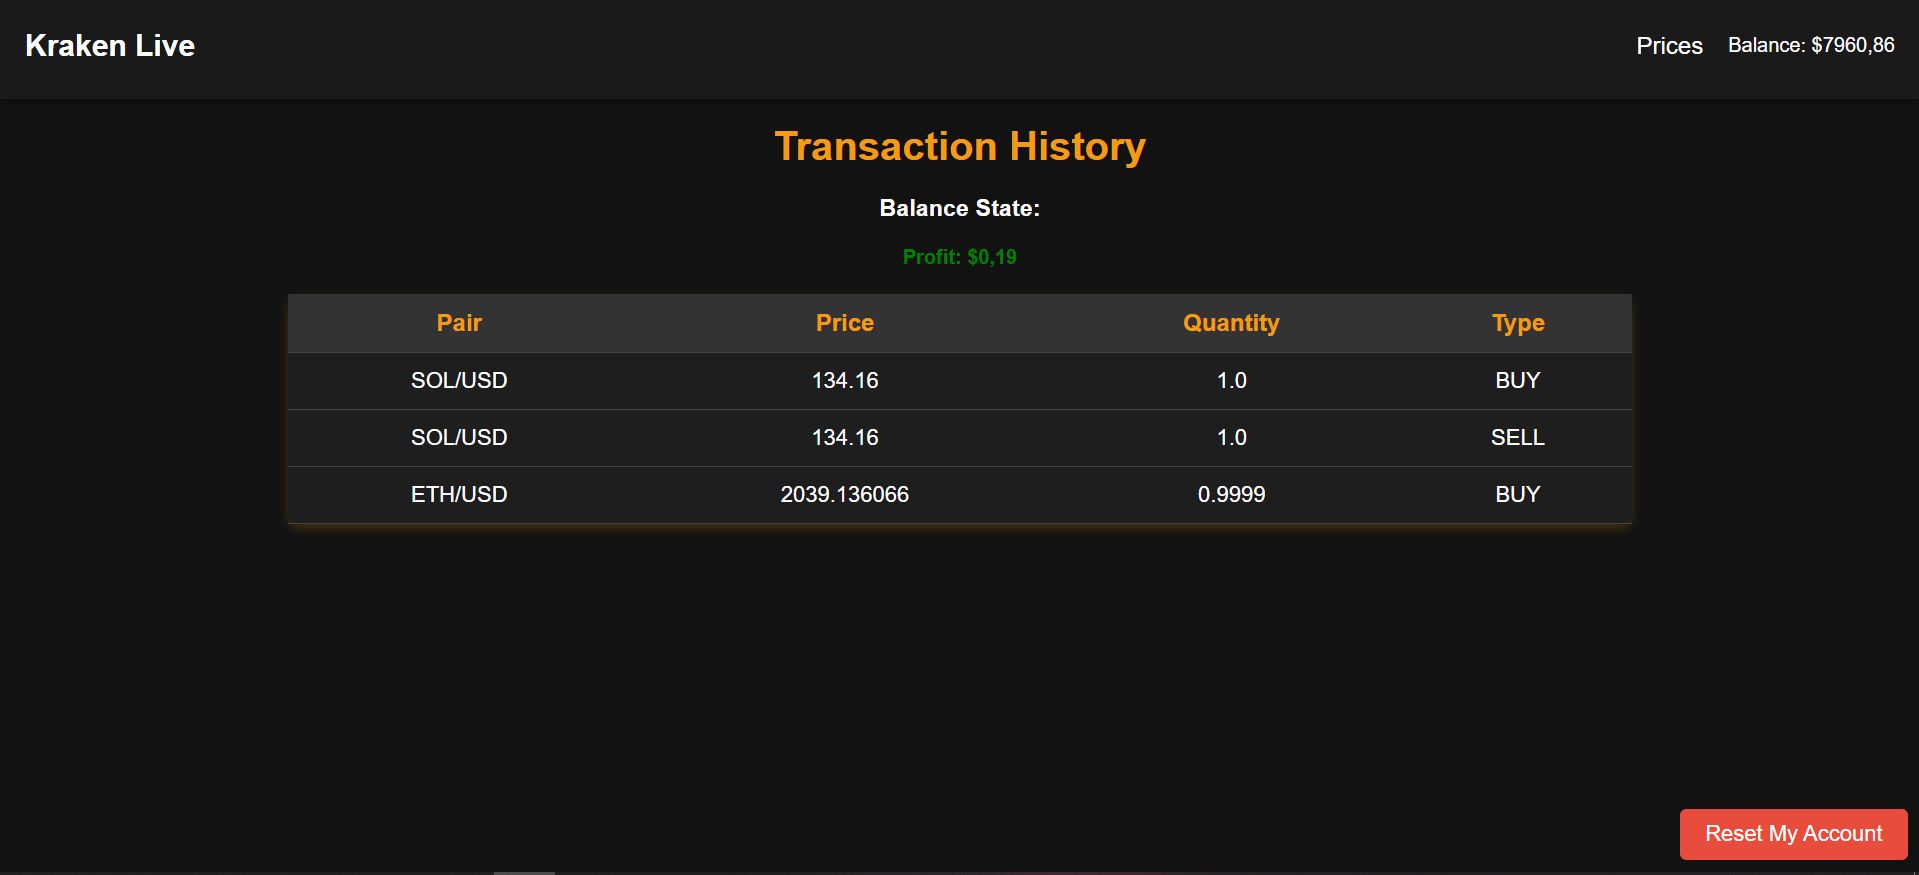 Kraken Live
Prices Balance: $7960,86
Transaction History
Balance State:
Profit: $0,19
Pair Price Quantity Type
SOL/USD 134.16 1.0 BUY
SOL/USD 134.16 1.0 SELL
ETH/USD 2039.136066 0.9999 BUY
Reset My Account